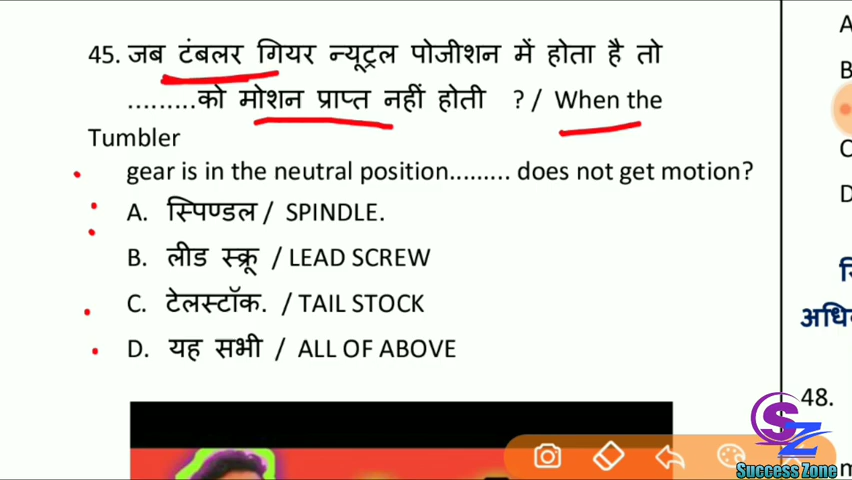 45. जब टंबलर गियर न्यूट्रल पोजीशन में होता है तो
.........को मोशन प्राप्त नहीं होती ? / When the
Tumbler
gear is in the neutral position......... does not get motion?
A. स्पिण्डल / SPINDLE.
B. लीड स्क्रू / LEAD SCREW
C. टेलस्टॉक. / TAIL STOCK
D. यह सभी / ALL OF ABOVE
A
B
C
D
48.
SZ
Success Zone